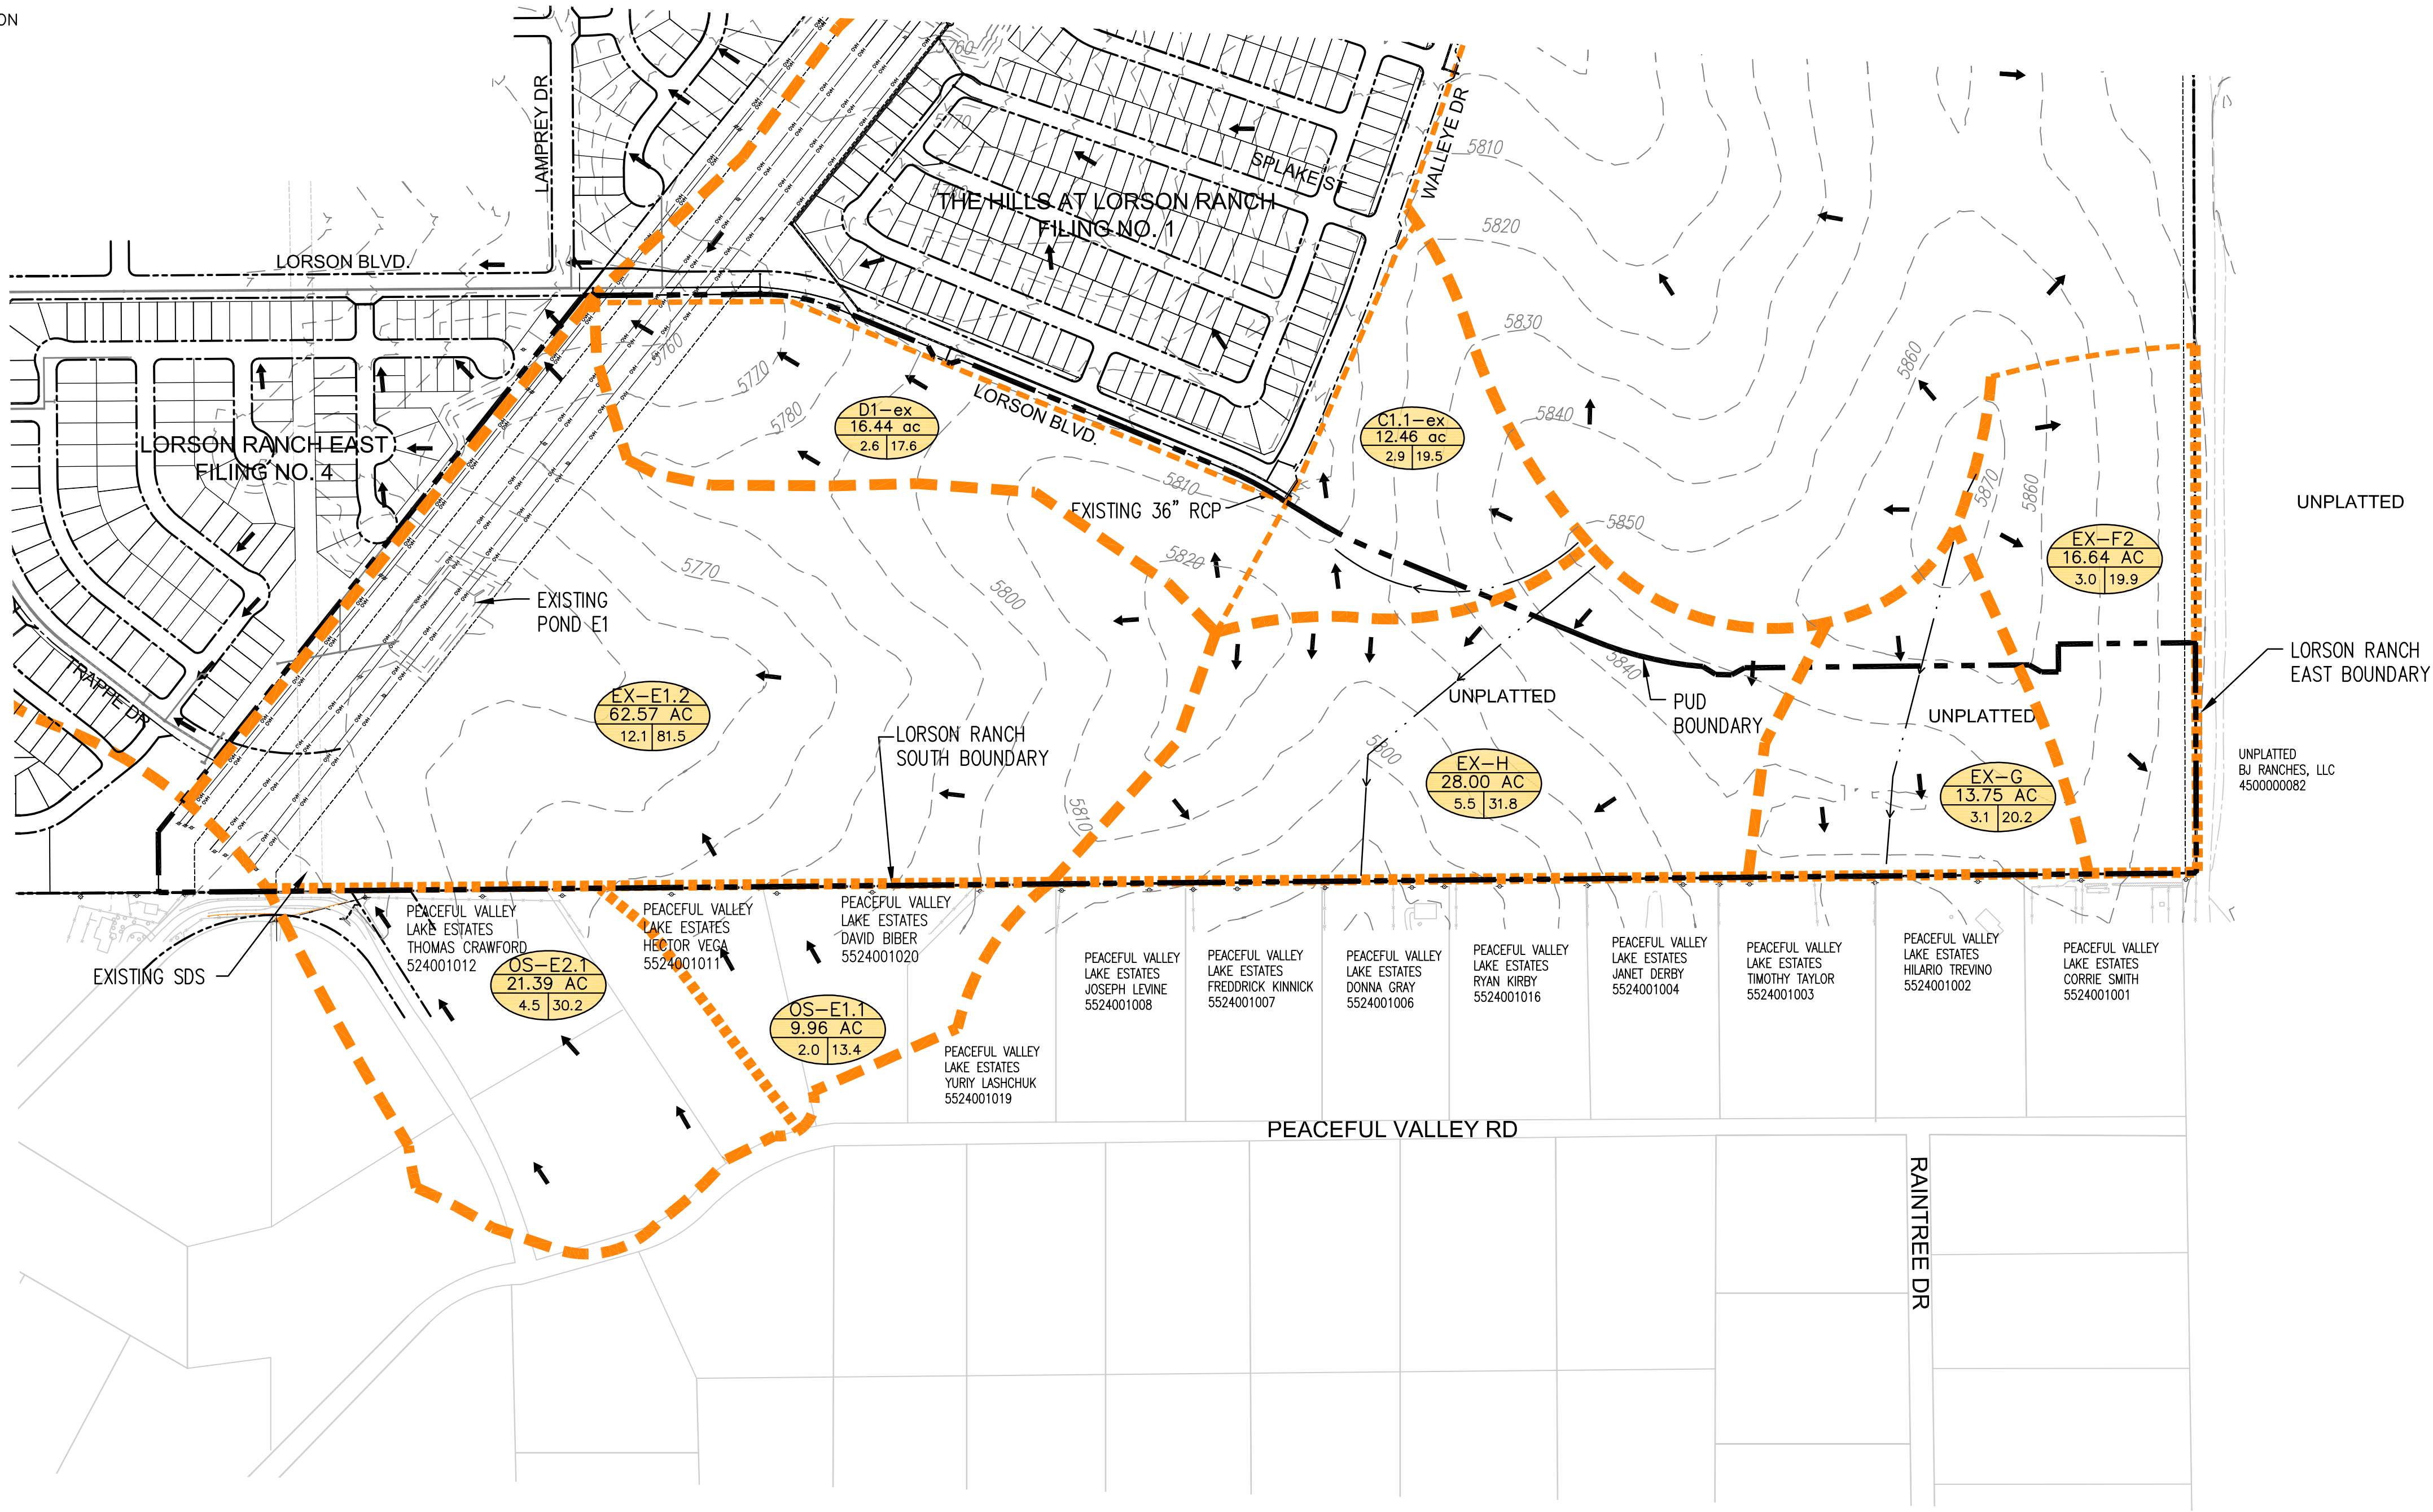 ON
LAMPREY DR
LORSON BLVD.
5760
5770
5780
SPLAKE ST
THE HILLS AT LORSON RANCH
FILING NO. 1
WALLEYE DR
5810
5820
5830
5840
5850
5860
5870
5860
5760
5770
5780
LORSON RANCH EAST
FILING NO. 4
D1-ex
16.44 ac
2.6 17.6
LORSON BLVD.
C1.1-ex
12.46 ac
2.9 19.5
5810
EXISTING 36" RCP
5820
UNPLATTED
EX-F2
16.64 AC
3.0 19.9
5770
5800
EXISTING
POND E1
TRAPPE DR
EX-E1.2
62.57 AC
12.1 81.5
LORSON RANCH
SOUTH BOUNDARY
5810
5800
5840
UNPLATTED
PUD
BOUNDARY
UNPLATTED
LORSON RANCH
EAST BOUNDARY
EX-H
28.00 AC
5.5 31.8
EX-G
13.75 AC
3.1 20.2
UNPLATTED
BJ RANCHES, LLC
4500000082
EXISTING SDS
PEACEFUL VALLEY
LAKE ESTATES
THOMAS CRAWFORD
524001012
PEACEFUL VALLEY
LAKE ESTATES
HECTOR VEGA
5524001011
PEACEFUL VALLEY
LAKE ESTATES
DAVID BIBER
5524001020
OS-E2.1
21.39 AC
4.5 30.2
OS-E1.1
9.96 AC
2.0 13.4
PEACEFUL VALLEY
LAKE ESTATES
YURIY LASHCHUK
5524001019
PEACEFUL VALLEY
LAKE ESTATES
JOSEPH LEVINE
5524001008
PEACEFUL VALLEY
LAKE ESTATES
FREDDRICK KINNICK
5524001007
PEACEFUL VALLEY
LAKE ESTATES
DONNA GRAY
5524001006
PEACEFUL VALLEY
LAKE ESTATES
RYAN KIRBY
5524001016
PEACEFUL VALLEY
LAKE ESTATES
JANET DERBY
5524001004
PEACEFUL VALLEY
LAKE ESTATES
TIMOTHY TAYLOR
5524001003
PEACEFUL VALLEY
LAKE ESTATES
HILARIO TREVINO
5524001002
PEACEFUL VALLEY
LAKE ESTATES
CORRIE SMITH
5524001001
PEACEFUL VALLEY RD
RAINTREE DR